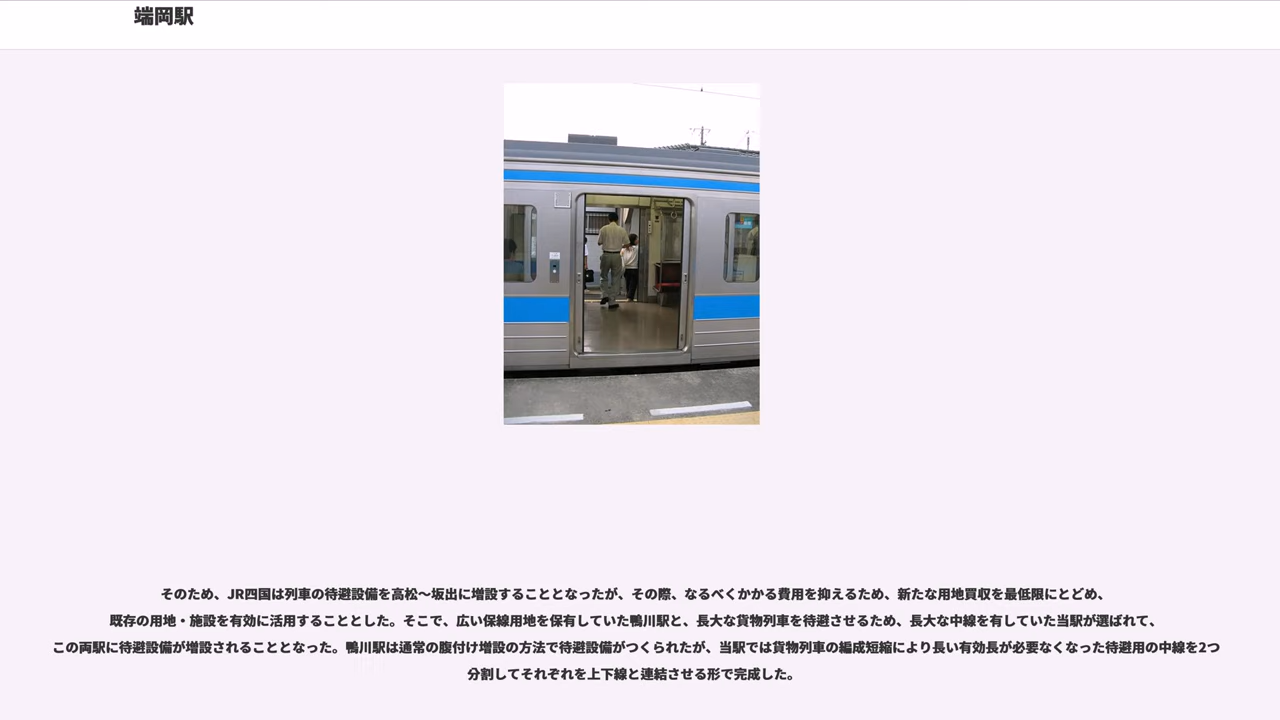 端岡駅
そのため、JR四国は列車の待避設備を高松〜坂出に増設することとなったが、その際、なるべくかかる費用を抑えるため、新たな用地買収を最低限にとどめ、
既存の用地・施設を有効に活用することとした。そこで、広い保線用地を保有していた鴨川駅と、長大な貨物列車を待避させるため、長大な中線を有していた当駅が選ばれて、
この両駅に待避設備が増設されることとなった。鴨川駅は通常の腹付け増設の方法で待避設備がつくられたが、当駅では貨物列車の編成短縮により長い有効長が必要なくなった待避用の中線を2つ
分割してそれぞれを上下線と連結させる形で完成した。